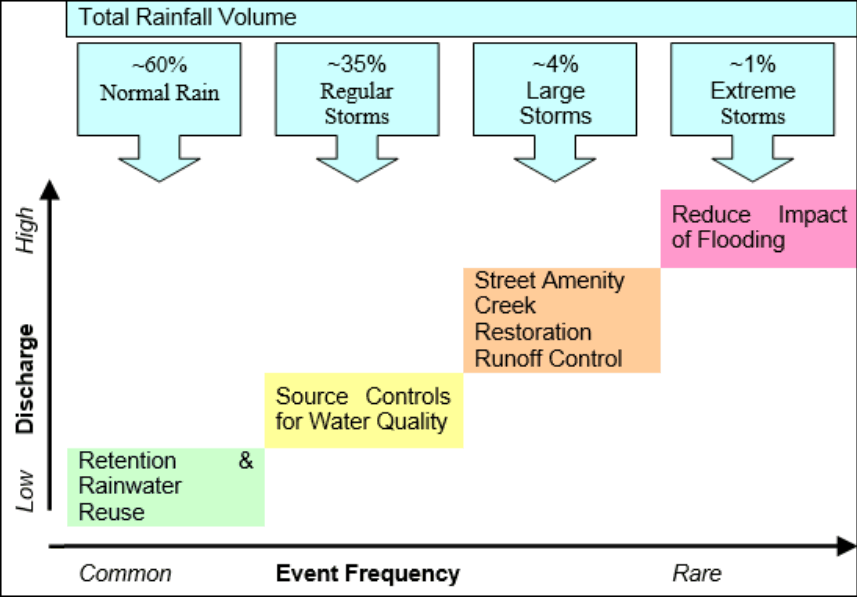 Total Rainfall Volume
~60%
Normal Rain
~35%
Regular
Storms
~4%
Large
Storms
~1%
Extreme
Storms
High
Discharge
Low
Reduce Impact
of Flooding
Street Amenity
Creek
Restoration
Runoff Control
Source Controls
for Water Quality
Retention &
Rainwater
Reuse
Common
Event Frequency
Rare